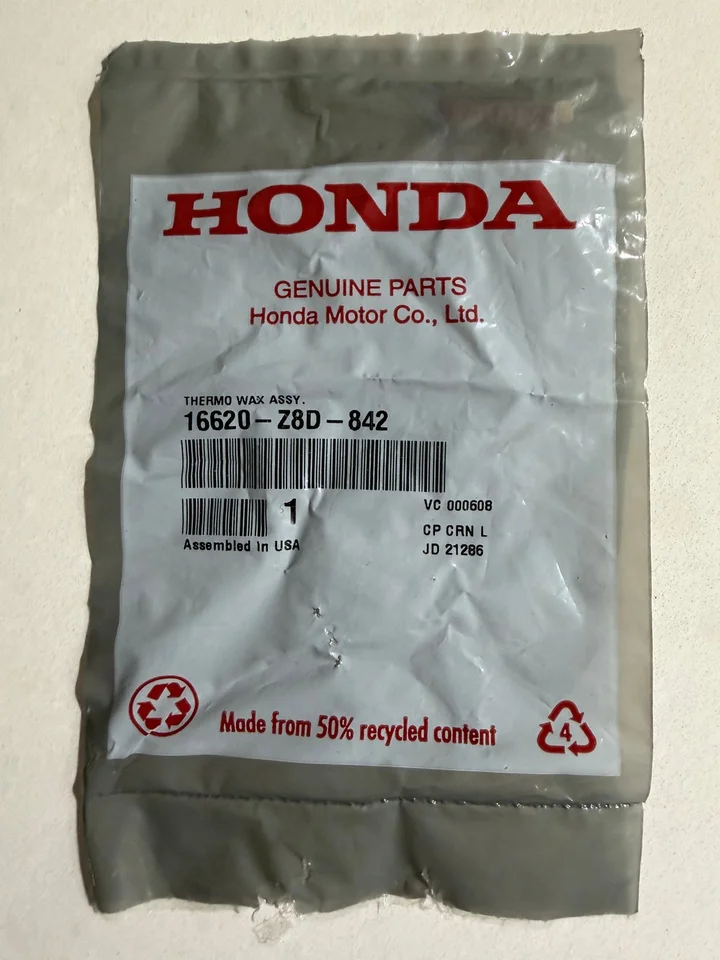 HONDA
GENUINE PARTS
Honda Motor Co., Ltd.
THERMO WAX ASSY.
16620-Z8D-842
1
VC 000608
CP CRN L
Assembled In USA
JD 21286
Made from 50% recycled content
4